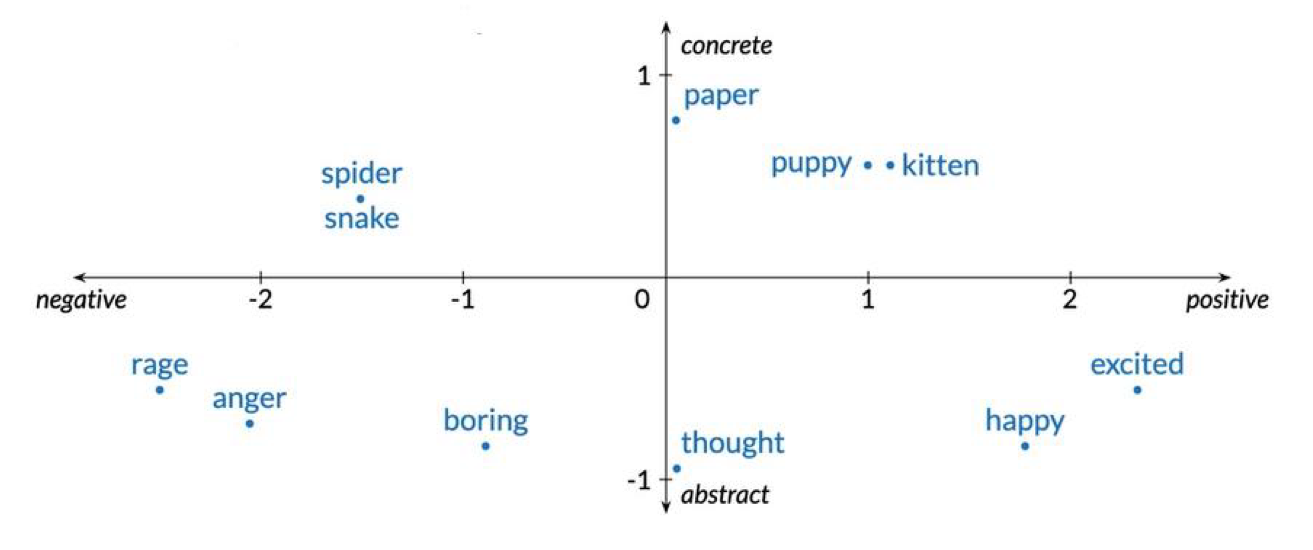 concrete
1
paper
puppy
kitten
spider
snake
negative
-2
-1
0
1
2
positive
rage
excited
anger
boring
happy
thought
-1
abstract